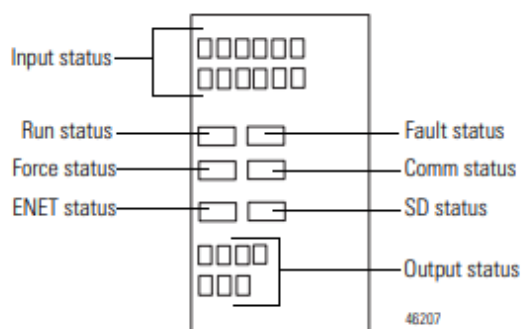 Input status
Run status
Fault status
Force status
Comm status
ENET status
SD status
Output status
46207